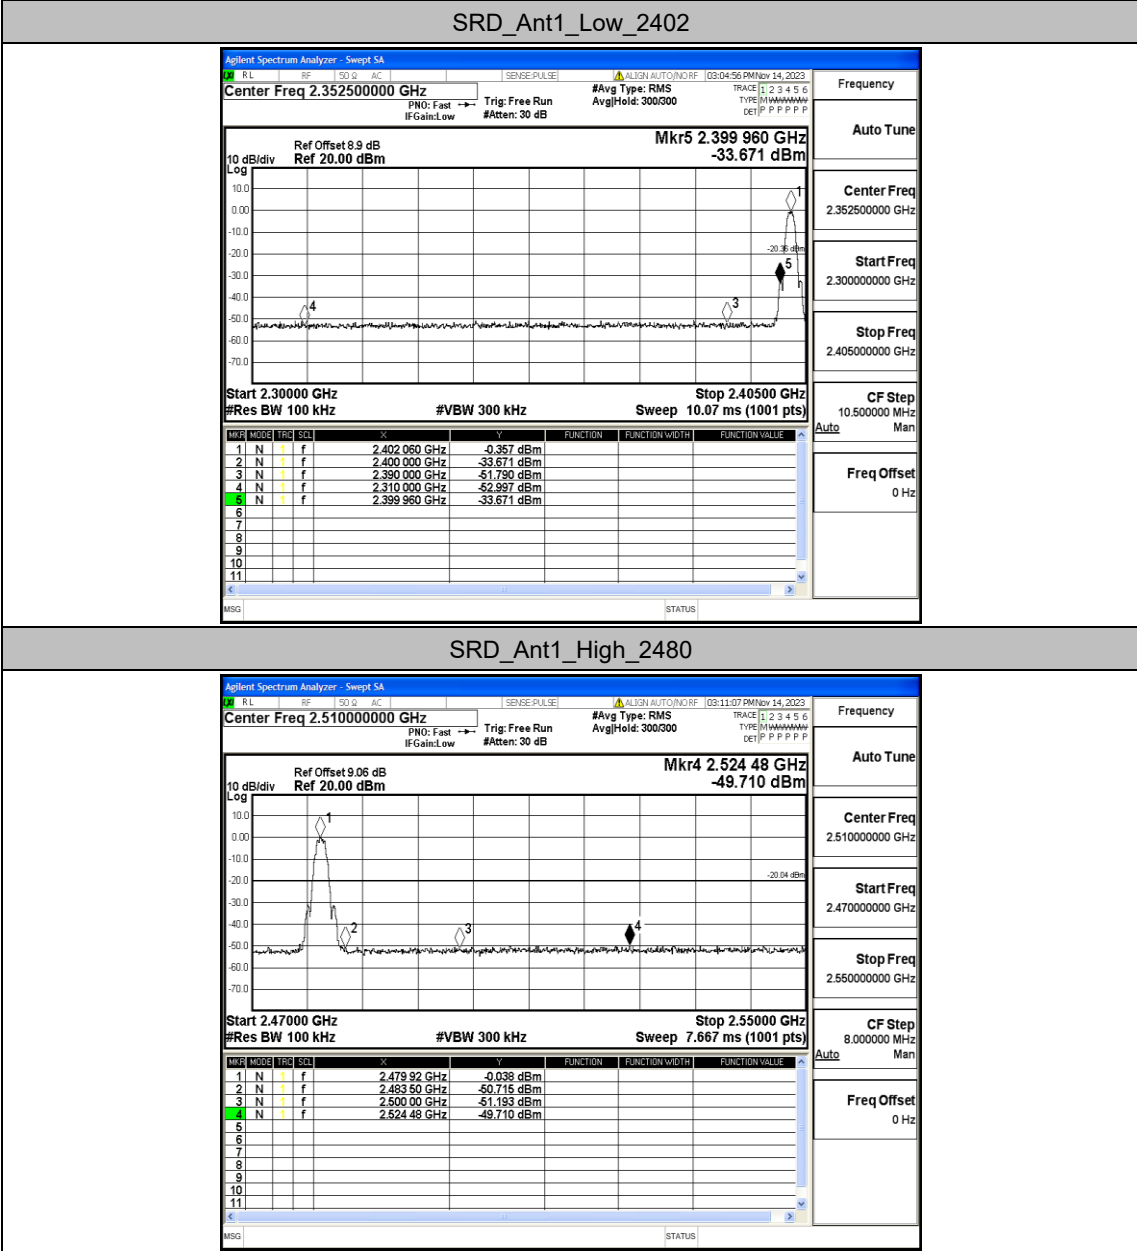 SRD_Ant1_Low_2402
Agilent Spectrum Analyzer - Swept SA
RL RF 50 Ω AC SENSE:PULSE ALIGN AUTO/NO RF 03:04:56 PM Nov 14, 2023
Center Freq 2.352500000 GHz
PNO: Fast
IFGain:Low
Trig: Free Run
#Atten: 30 dB
#Avg Type: RMS
Avg|Hold: 300/300
TRACE 1 2 3 4 5 6
TYPE M
DET P P P P P P
Mkr5 2.399 960 GHz
-33.671 dBm
Ref Offset 8.9 dB
10 dB/div Ref 20.00 dBm
Log
10.0
0.00
-10.0
-20.0
-30.0
-40.0
-50.0
-60.0
-70.0
1
-20.36 dBm
5
3
4
Start 2.30000 GHz Stop 2.40500 GHz
#Res BW 100 kHz #VBW 300 kHz Sweep 10.07 ms (1001 pts)
MKR MODE TRC SCL X Y FUNCTION FUNCTION WIDTH FUNCTION VALUE
1 N 1 f 2.402 060 GHz -0.357 dBm
2 N 1 f 2.400 000 GHz -33.671 dBm
3 N 1 f 2.390 000 GHz -51.790 dBm
4 N 1 f 2.310 000 GHz -52.997 dBm
5 N 1 f 2.399 960 GHz -33.671 dBm
6
7
8
9
10
11
MSG STATUS
Frequency
Auto Tune
Center Freq
2.352500000 GHz
Start Freq
2.300000000 GHz
Stop Freq
2.405000000 GHz
CF Step
10.500000 MHz
Auto Man
Freq Offset
0 Hz
SRD_Ant1_High_2480
Agilent Spectrum Analyzer - Swept SA
RL RF 50 Ω AC SENSE:PULSE ALIGN AUTO/NO RF 03:11:07 PM Nov 14, 2023
Center Freq 2.510000000 GHz
PNO: Fast
IFGain:Low
Trig: Free Run
#Atten: 30 dB
#Avg Type: RMS
Avg|Hold: 300/300
TRACE 1 2 3 4 5 6
TYPE M
DET P P P P P P
Mkr4 2.524 48 GHz
-49.710 dBm
Ref Offset 9.06 dB
10 dB/div Ref 20.00 dBm
Log
10.0
0.00
-10.0
-20.0
-30.0
-40.0
-50.0
-60.0
-70.0
1
-20.04 dBm
2
3
4
Start 2.47000 GHz Stop 2.55000 GHz
#Res BW 100 kHz #VBW 300 kHz Sweep 7.667 ms (1001 pts)
MKR MODE TRC SCL X Y FUNCTION FUNCTION WIDTH FUNCTION VALUE
1 N 1 f 2.479 92 GHz -0.038 dBm
2 N 1 f 2.483 50 GHz -50.715 dBm
3 N 1 f 2.500 00 GHz -51.193 dBm
4 N 1 f 2.524 48 GHz -49.710 dBm
5
6
7
8
9
10
11
MSG STATUS
Frequency
Auto Tune
Center Freq
2.510000000 GHz
Start Freq
2.470000000 GHz
Stop Freq
2.550000000 GHz
CF Step
8.000000 MHz
Auto Man
Freq Offset
0 Hz